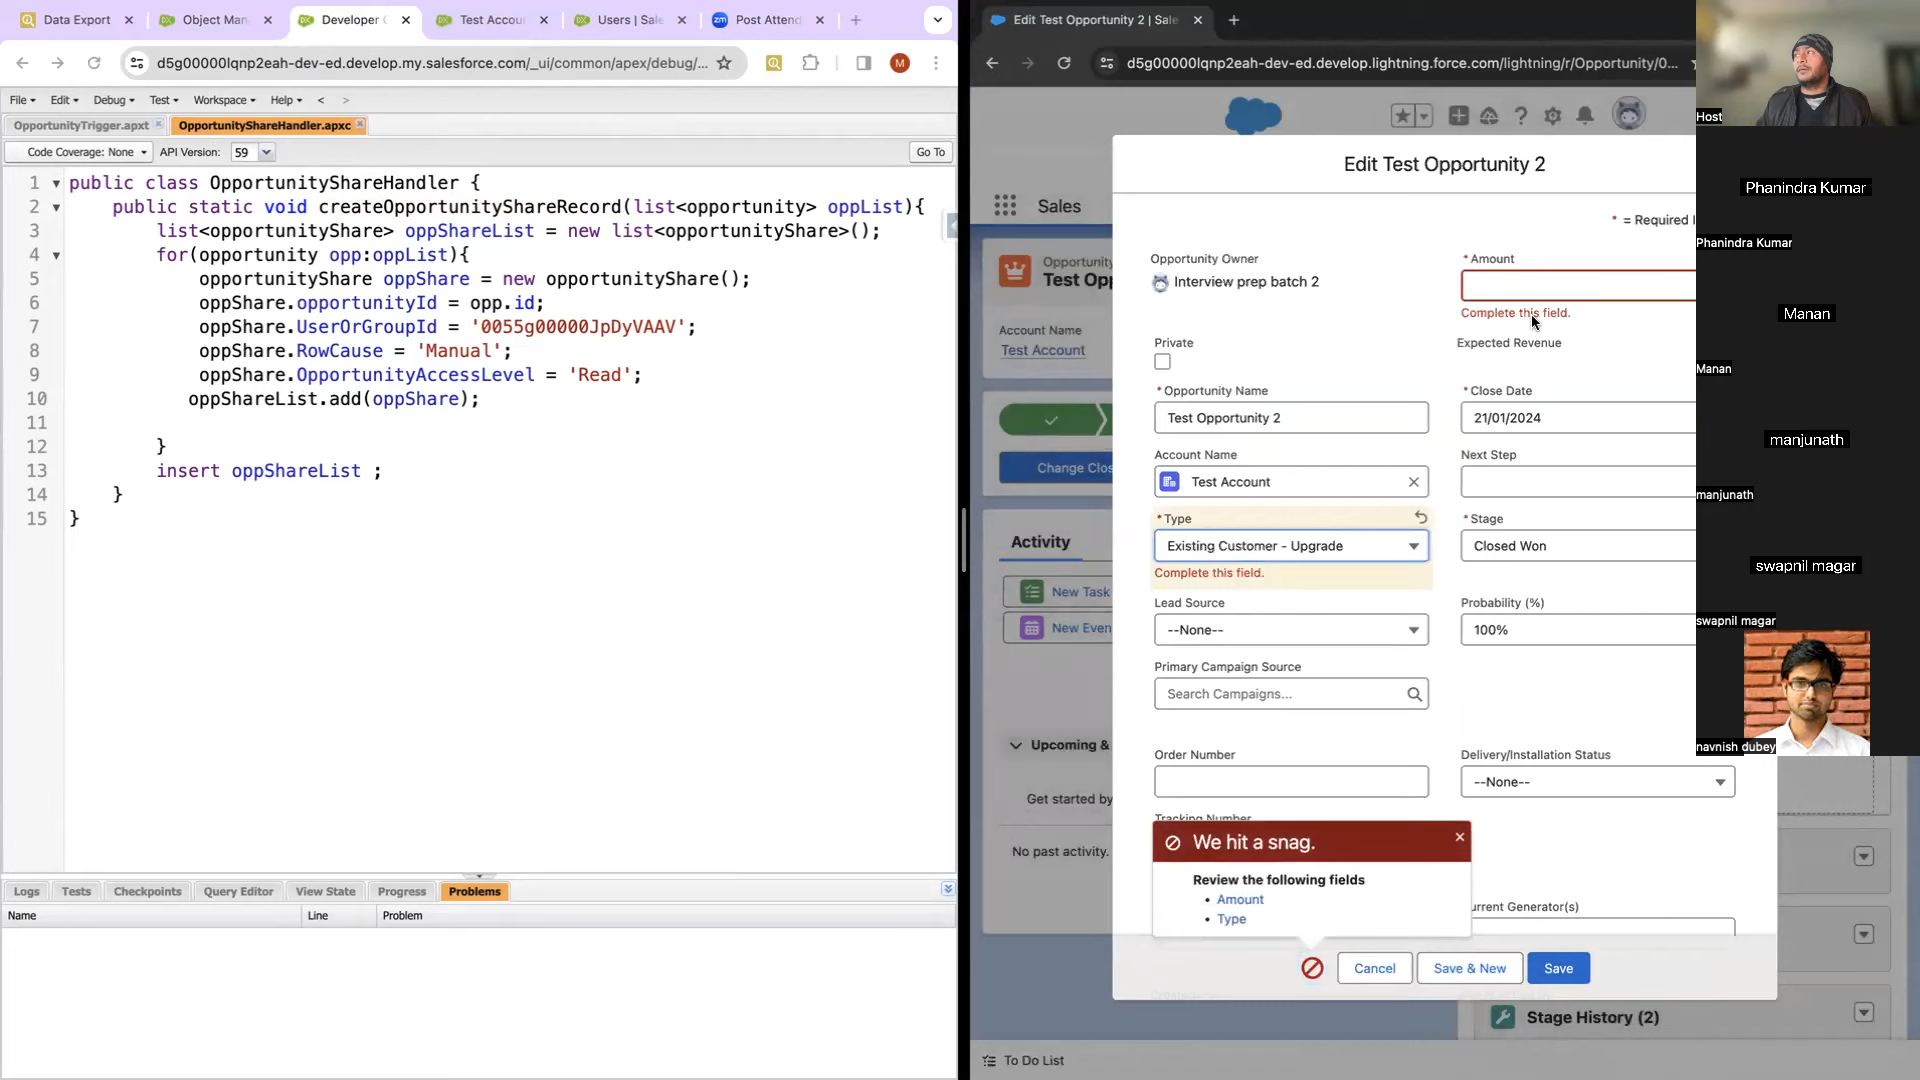 Data Export
Object Man
Developer C
Test Accou
Users | Sale
Post Attend
d5g00000lqnp2eah-dev-ed.develop.my.salesforce.com/_ui/common/apex/debug/...
M
File
Edit
Debug
Test
Workspace
Help
<
>
OpportunityTrigger.apxt
OpportunityShareHandler.apxc
Code Coverage: None
API Version:
59
Go To
1 public class OpportunityShareHandler {
2 public static void createOpportunityShareRecord(list<opportunity> oppList){
3 list<opportunityShare> oppShareList = new list<opportunityShare>();
4 for(opportunity opp:oppList){
5 opportunityShare oppShare = new opportunityShare();
6 oppShare.opportunityId = opp.id;
7 oppShare.UserOrGroupId = '0055g00000JpDyVAAV';
8 oppShare.RowCause = 'Manual';
9 oppShare.OpportunityAccessLevel = 'Read';
10 oppShareList.add(oppShare);
11
12 }
13 insert oppShareList ;
14 }
15 }
Logs
Tests
Checkpoints
Query Editor
View State
Progress
Problems
Name
Line
Problem
Edit Test Opportunity 2 | Sale
d5g00000lqnp2eah-dev-ed.develop.lightning.force.com/lightning/r/Opportunity/0...
Sales
Opportunity
Test Opp
Account Name
Test Account
Change Clos
Activity
New Task
New Even
Upcoming &
Get started by
No past activity.
Edit Test Opportunity 2
* = Required I
Opportunity Owner
Interview prep batch 2
* Amount
Complete this field.
Private
Expected Revenue
* Opportunity Name
Test Opportunity 2
* Close Date
21/01/2024
Account Name
Test Account
Next Step
* Type
Existing Customer - Upgrade
Complete this field.
* Stage
Closed Won
Lead Source
--None--
Probability (%)
100%
Primary Campaign Source
Search Campaigns...
Order Number
Delivery/Installation Status
--None--
Tracking Number
We hit a snag.
Review the following fields
• Amount
• Type
urrent Generator(s)
Cancel
Save & New
Save
Stage History (2)
To Do List
Host
Phanindra Kumar
Phanindra Kumar
Manan
Manan
manjunath
manjunath
swapnil magar
swapnil magar
navnish dubey